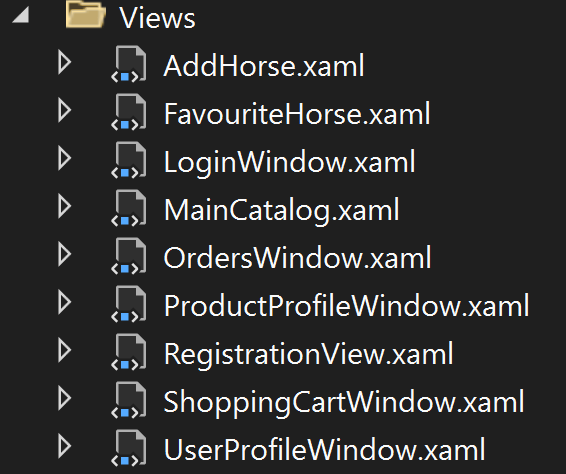 Views
AddHorse.xaml
FavouriteHorse.xaml
LoginWindow.xaml
MainCatalog.xaml
OrdersWindow.xaml
ProductProfileWindow.xaml
RegistrationView.xaml
ShoppingCartWindow.xaml
UserProfileWindow.xaml